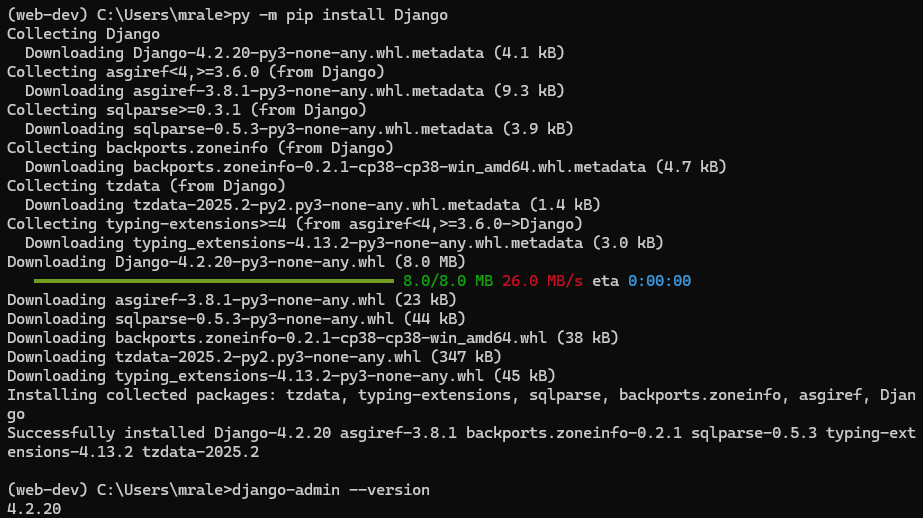 (web-dev) C:\Users\mrale>py -m pip install Django
Collecting Django
  Downloading Django-4.2.20-py3-none-any.whl.metadata (4.1 kB)
Collecting asgiref<4,>=3.6.0 (from Django)
  Downloading asgiref-3.8.1-py3-none-any.whl.metadata (9.3 kB)
Collecting sqlparse>=0.3.1 (from Django)
  Downloading sqlparse-0.5.3-py3-none-any.whl.metadata (3.9 kB)
Collecting backports.zoneinfo (from Django)
  Downloading backports.zoneinfo-0.2.1-cp38-cp38-win_amd64.whl.metadata (4.7 kB)
Collecting tzdata (from Django)
  Downloading tzdata-2025.2-py2.py3-none-any.whl.metadata (1.4 kB)
Collecting typing-extensions>=4 (from asgiref<4,>=3.6.0->Django)
  Downloading typing_extensions-4.13.2-py3-none-any.whl.metadata (3.0 kB)
Downloading Django-4.2.20-py3-none-any.whl (8.0 MB)
8.0/8.0 MB 26.0 MB/s eta 0:00:00
Downloading asgiref-3.8.1-py3-none-any.whl (23 kB)
Downloading sqlparse-0.5.3-py3-none-any.whl (44 kB)
Downloading backports.zoneinfo-0.2.1-cp38-cp38-win_amd64.whl (38 kB)
Downloading tzdata-2025.2-py2.py3-none-any.whl (347 kB)
Downloading typing_extensions-4.13.2-py3-none-any.whl (45 kB)
Installing collected packages: tzdata, typing-extensions, sqlparse, backports.zoneinfo, asgiref, Djan
go
Successfully installed Django-4.2.20 asgiref-3.8.1 backports.zoneinfo-0.2.1 sqlparse-0.5.3 typing-ext
ensions-4.13.2 tzdata-2025.2
(web-dev) C:\Users\mrale>django-admin --version
4.2.20